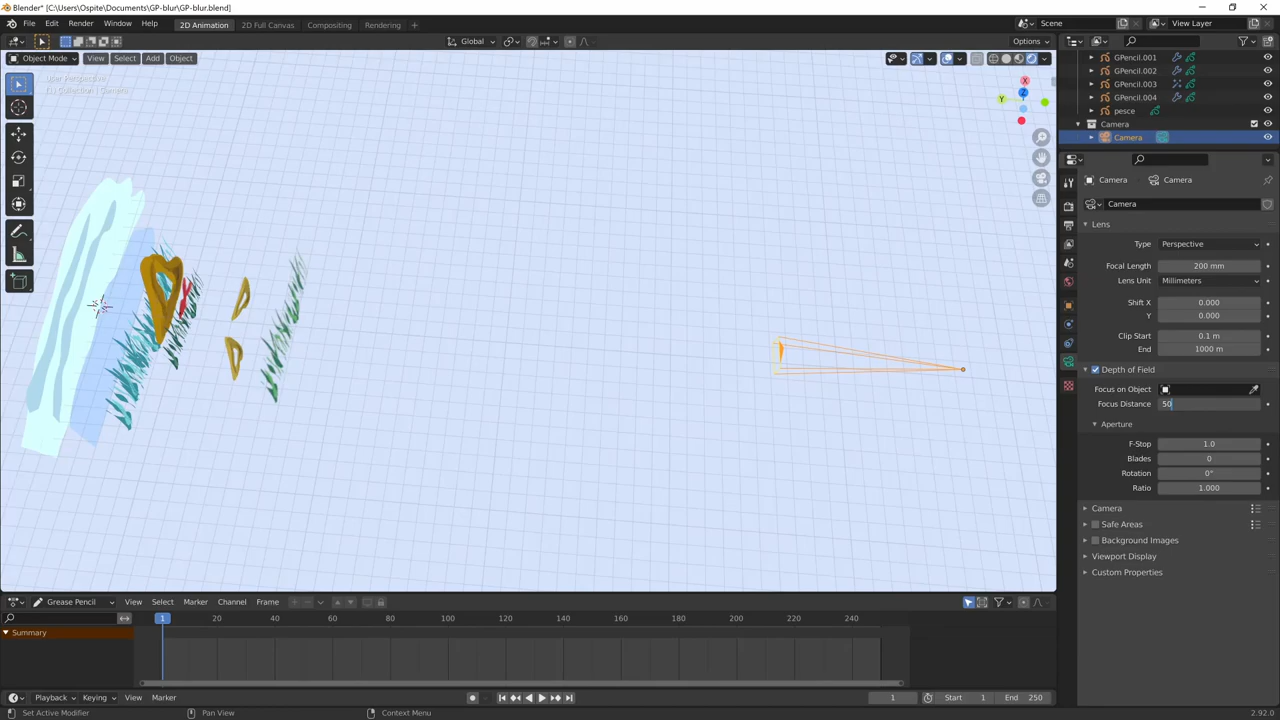 Blender* [C:\Users\Ospite\Documents\GP-blur\GP-blur.blend]
File Edit Render Window Help 2D Animation 2D Full Canvas Compositing Rendering Scene View Layer
Global Options
Object Mode View Select Add Object
User Perspective
(1) Collection | Camera
X
Y
Z
GPencil.001
GPencil.002
GPencil.003
GPencil.004
pesce
Camera
Camera
Camera Camera
Camera
Lens
Type Perspective
Focal Length 200 mm
Lens Unit Millimeters
Shift X 0.000
Y 0.000
Clip Start 0.1 m
End 1000 m
Depth of Field
Focus on Object
Focus Distance 50
Aperture
F-Stop 1.0
Blades 0
Rotation 0°
Ratio 1.000
Camera
Safe Areas
Background Images
Viewport Display
Custom Properties
Grease Pencil View Select Marker Channel Frame
1 20 40 60 80 100 120 140 160 180 200 220 240
Summary
Playback Keying View Marker 1 Start 1 End 250
Set Active Modifier Pan View Context Menu 2.92.0